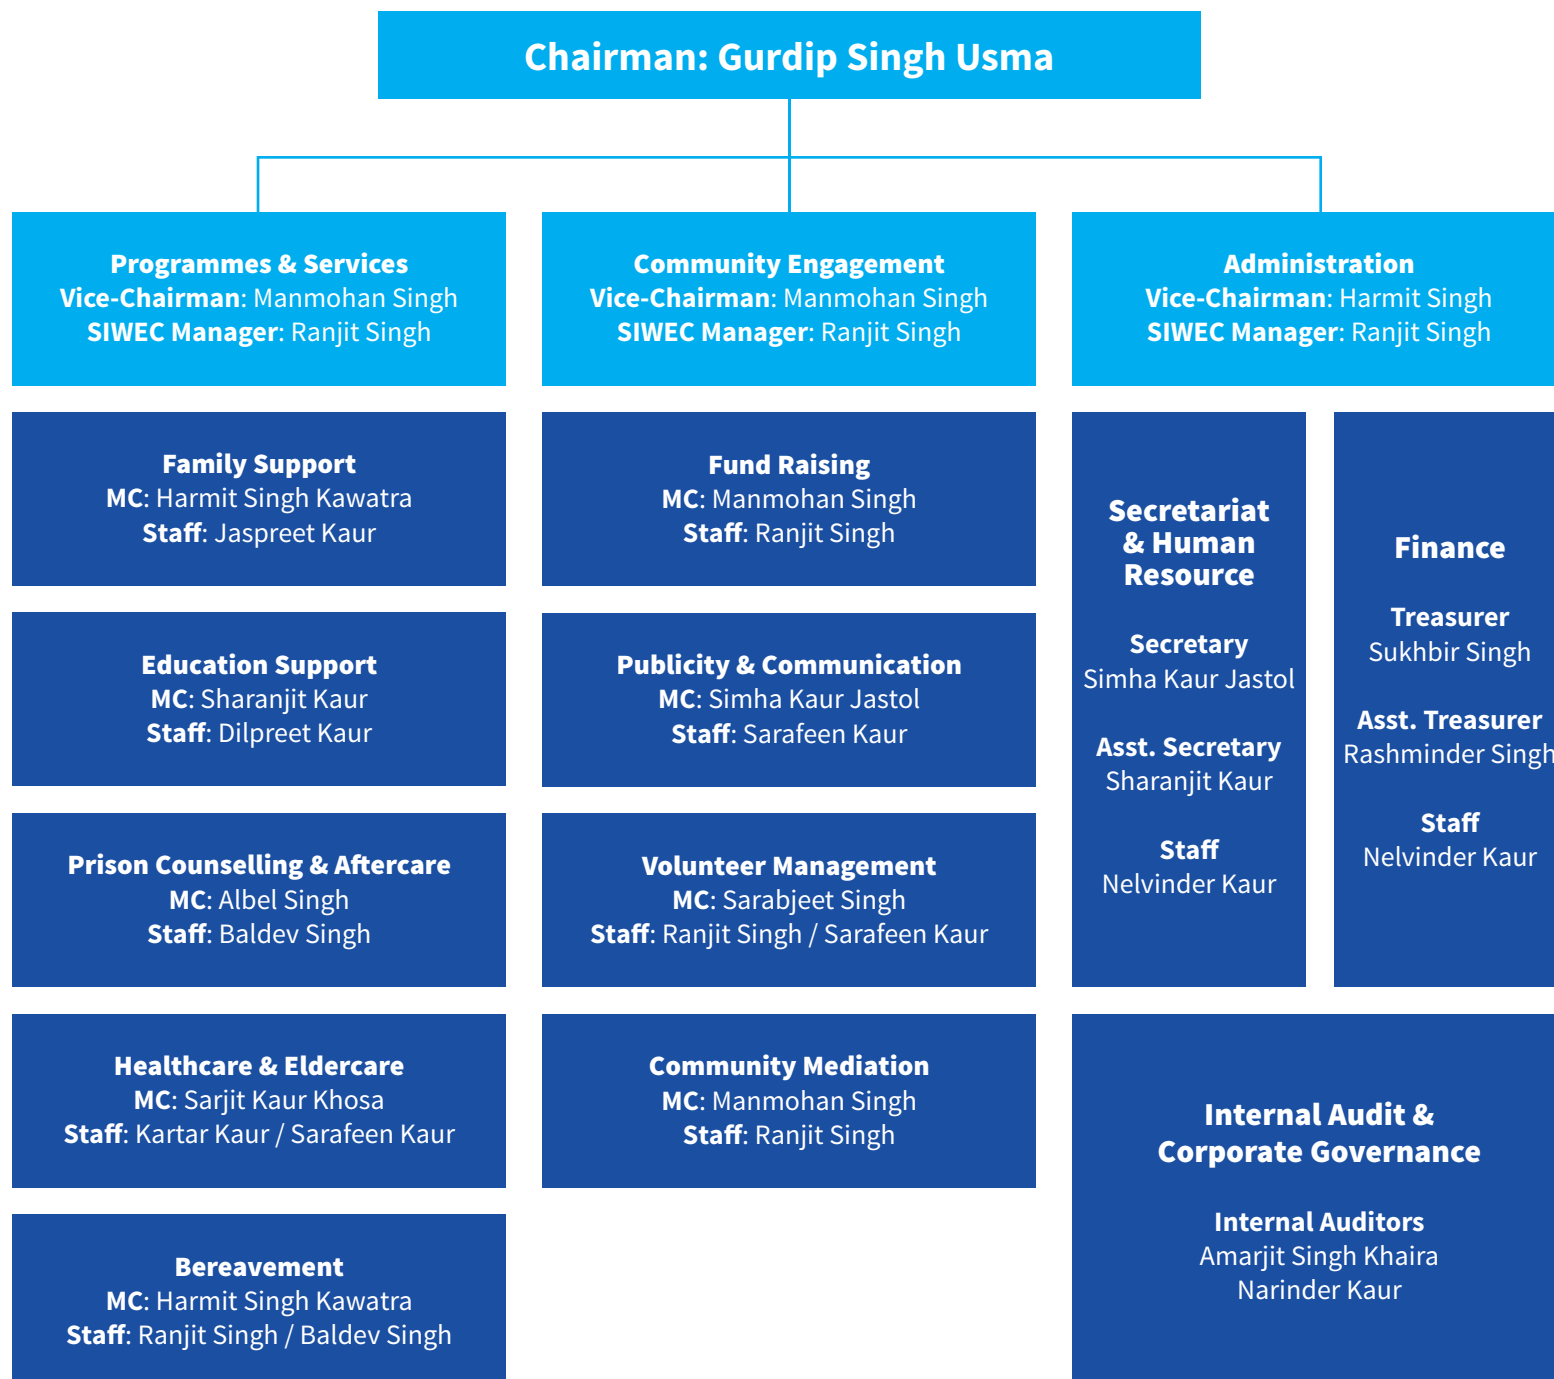 Chairman: Gurdip Singh Usma
Programmes & Services
Vice-Chairman: Manmohan Singh
SIWEC Manager: Ranjit Singh
Community Engagement
Vice-Chairman: Manmohan Singh
SIWEC Manager: Ranjit Singh
Administration
Vice-Chairman: Harmit Singh
SIWEC Manager: Ranjit Singh
Family Support
MC: Harmit Singh Kawatra
Staff: Jaspreet Kaur
Education Support
MC: Sharanjit Kaur
Staff: Dilpreet Kaur
Prison Counselling & Aftercare
MC: Albel Singh
Staff: Baldev Singh
Healthcare & Eldercare
MC: Sarjit Kaur Khosa
Staff: Kartar Kaur / Sarafeen Kaur
Bereavement
MC: Harmit Singh Kawatra
Staff: Ranjit Singh / Baldev Singh
Fund Raising
MC: Manmohan Singh
Staff: Ranjit Singh
Publicity & Communication
MC: Simha Kaur Jastol
Staff: Sarafeen Kaur
Volunteer Management
MC: Sarabjeet Singh
Staff: Ranjit Singh / Sarafeen Kaur
Community Mediation
MC: Manmohan Singh
Staff: Ranjit Singh
Secretariat
& Human
Resource
Secretary
Simha Kaur Jastol
Asst. Secretary
Sharanjit Kaur
Staff
Nelvinder Kaur
Finance
Treasurer
Sukhbir Singh
Asst. Treasurer
Rashminder Singh
Staff
Nelvinder Kaur
Internal Audit &
Corporate Governance
Internal Auditors
Amarjit Singh Khaira
Narinder Kaur